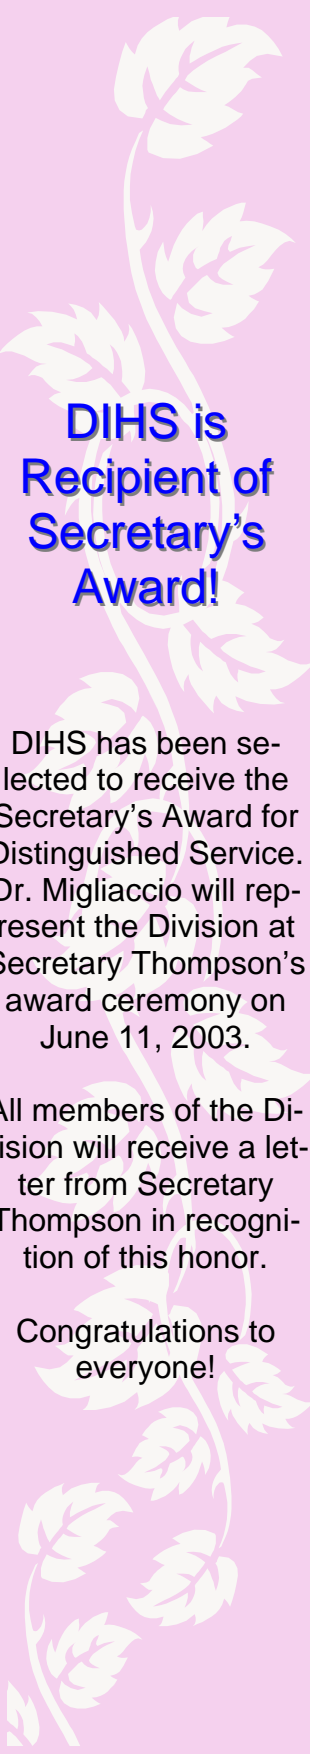 DIHS is
Recipient of
Secretary’s
Award!
DIHS has been se-
lected to receive the
Secretary’s Award for
Distinguished Service.
Dr. Migliaccio will rep-
resent the Division at
Secretary Thompson’s
award ceremony on
June 11, 2003.
All members of the Di-
vision will receive a let-
ter from Secretary
Thompson in recogni-
tion of this honor.
Congratulations to
everyone!